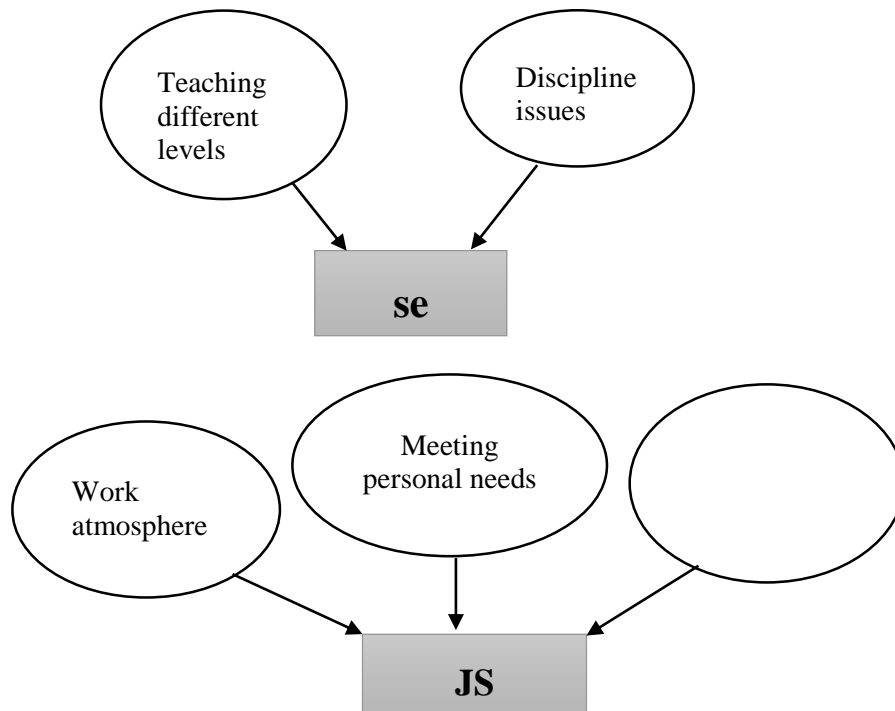 Teaching
different
levels
Discipline
issues
se
Work
atmosphere
Meeting
personal needs
JS